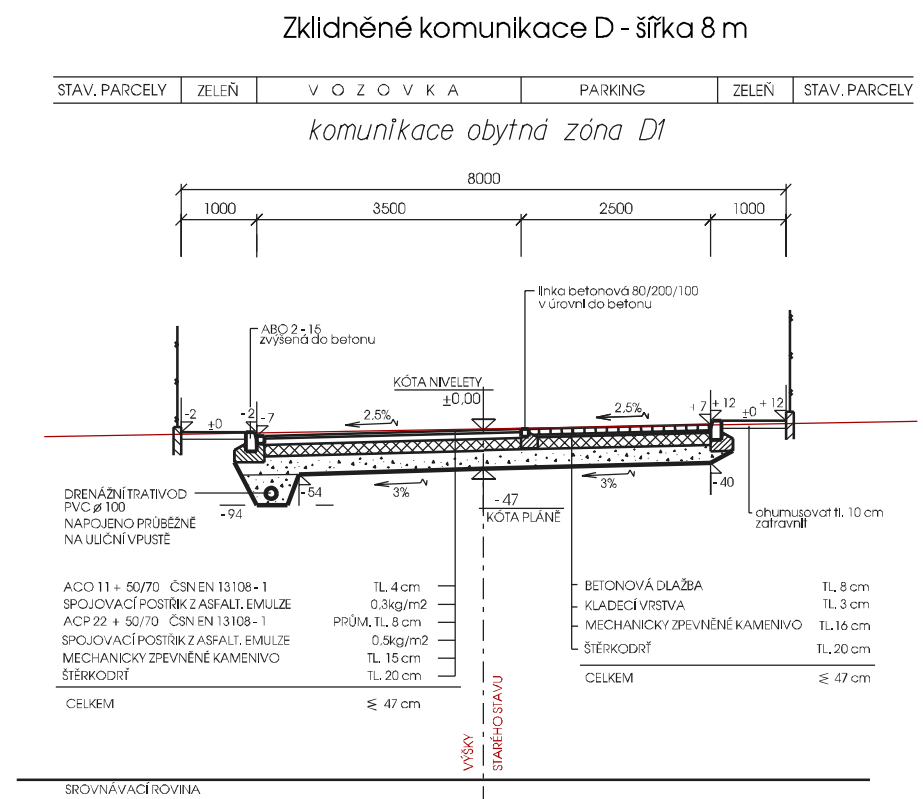 Zklidněné komunikace D - šířka 8 m
STAV. PARCELY ZELEŇ VOZOVKA PARKING ZELEŇ STAV. PARCELY
komunikace obytná zóna D1
8000
1000 3500 2500 1000
linka betonová 80/200/100
v úrovni do betonu
ABO 2 - 15
zvýšená do betonu
KÓTA NIVELETY
±0,00
-2 ±0 -2 -7 2,5% 2,5% +7 +12 ±0 +12
DRENÁŽNÍ TRATIVOD
PVC ø 100
NAPOJENO PRŮBĚŽNĚ
NA ULIČNÍ VPUSTĚ
-94 -54 3% 3% -40
-47
KÓTA PLÁNĚ
ohumusovat tl. 10 cm
zatravnit
ACO 11 + 50/70 ČSN EN 13108 - 1 TL. 4 cm
SPOJOVACÍ POSTŘIK Z ASFALT. EMULZE 0,3kg/m2
ACP 22 + 50/70 ČSN EN 13108 - 1 PRŮM. TL. 8 cm
SPOJOVACÍ POSTŘIK Z ASFALT. EMULZE 0,5kg/m2
MECHANICKY ZPEVNĚNÉ KAMENIVO TL. 15 cm
ŠTĚRKODRŤ TL. 20 cm
CELKEM ≤ 47 cm
BETONOVÁ DLAŽBA TL. 8 cm
KLADECÍ VRSTVA TL. 3 cm
MECHANICKY ZPEVNĚNÉ KAMENIVO TL.16 cm
ŠTĚRKODRŤ TL. 20 cm
CELKEM ≤ 47 cm
VÝŠKY
STARÉHO STAVU
SROVNÁVACÍ ROVINA